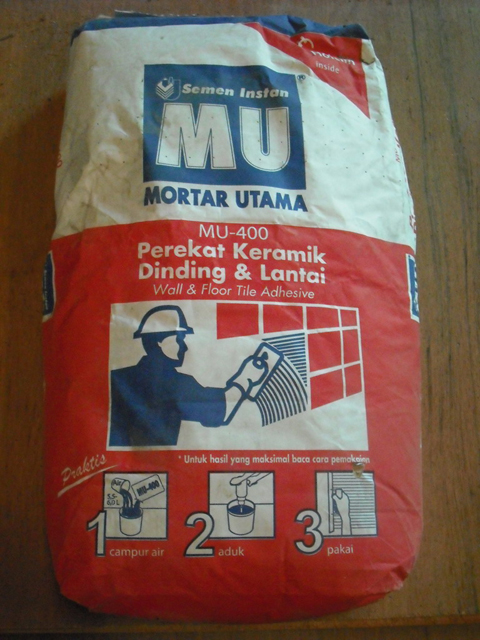 inside
Semen Instan
MU
MORTAR UTAMA
MU-400
Perekat Keramik
Dinding & Lantai
Wall & Floor Tile Adhesive
Praktis
* Untuk hasil yang maksimal baca cara pemakaian
MU-400
1 campur air
2 aduk
3 pakai